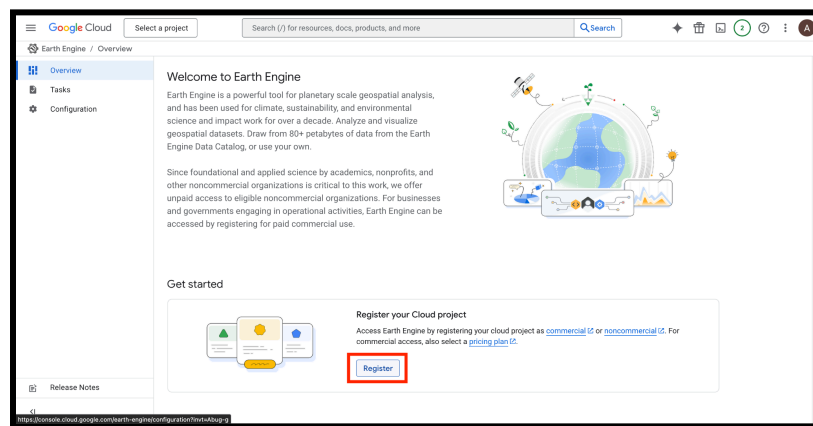 Google Cloud
Select a project
Search (/) for resources, docs, products, and more
Search
2
A
Earth Engine / Overview
Overview
Tasks
Configuration
Welcome to Earth Engine
Earth Engine is a powerful tool for planetary scale geospatial analysis,
and has been used for climate, sustainability, and environmental
science and impact work for over a decade. Analyze and visualize
geospatial datasets. Draw from 80+ petabytes of data from the Earth
Engine Data Catalog, or use your own.
Since foundational and applied science by academics, nonprofits, and
other noncommercial organizations is critical to this work, we offer
unpaid access to eligible noncommercial organizations. For businesses
and governments engaging in operational activities, Earth Engine can be
accessed by registering for paid commercial use.
Get started
Register your Cloud project
Access Earth Engine by registering your cloud project as commercial or noncommercial. For
commercial access, also select a pricing plan.
Register
Release Notes
https://console.cloud.google.com/earth-engine/configuration?invt=Abug-g